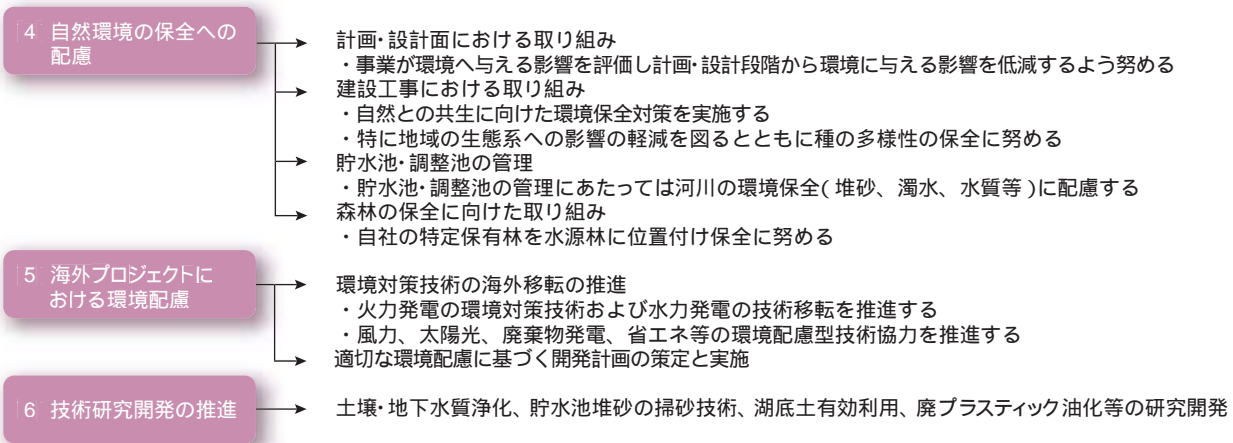 4 自然環境の保全への
配慮
計画・設計面における取り組み
・事業が環境へ与える影響を評価し計画・設計段階から環境に与える影響を低減するよう努める
建設工事における取り組み
・自然との共生に向けた環境保全対策を実施する
・特に地域の生態系への影響の軽減を図るとともに種の多様性の保全に努める
貯水池・調整池の管理
・貯水池・調整池の管理にあたっては河川の環境保全(堆砂、濁水、水質等)に配慮する
森林の保全に向けた取り組み
・自社の特定保有林を水源林に位置付け保全に努める
5 海外プロジェクトに
おける環境配慮
環境対策技術の海外移転の推進
・火力発電の環境対策技術および水力発電の技術移転を推進する
・風力、太陽光、廃棄物発電、省エネ等の環境配慮型技術協力を推進する
適切な環境配慮に基づく開発計画の策定と実施
6 技術研究開発の推進
土壌・地下水質浄化、貯水池堆砂の掃砂技術、湖底土有効利用、廃プラスティック油化等の研究開発